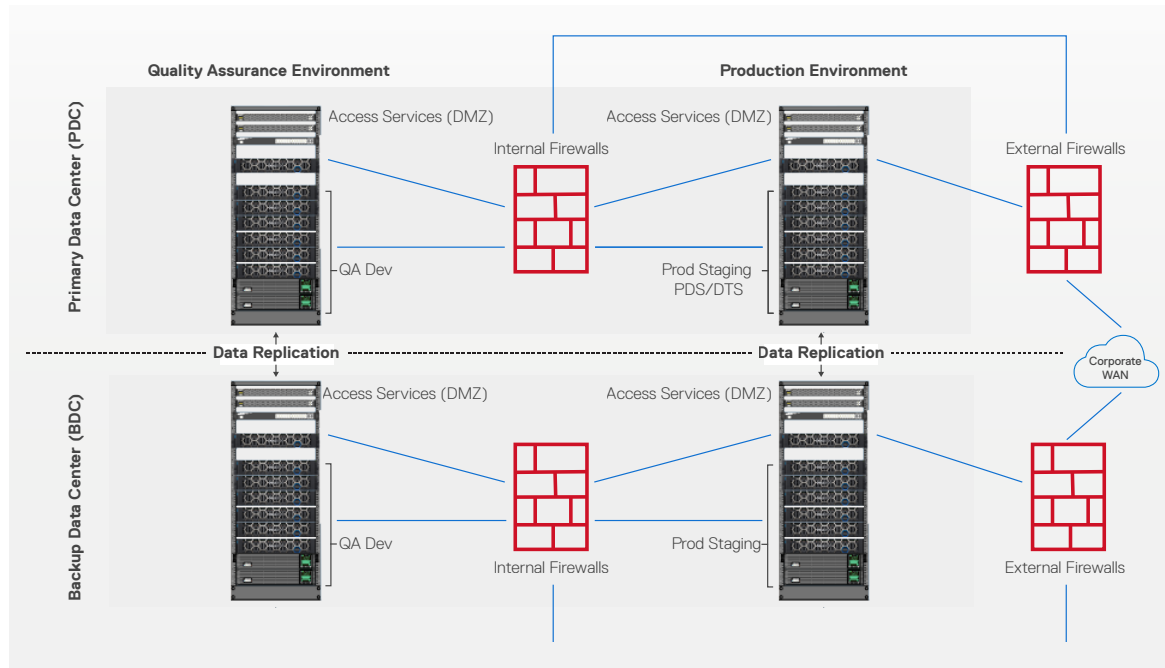 Quality Assurance Environment
Production Environment
Primary Data Center (PDC)
Access Services (DMZ)
Access Services (DMZ)
Internal Firewalls
External Firewalls
QA Dev
Prod Staging
PDS/DTS
Data Replication
Data Replication
Corporate
WAN
Backup Data Center (BDC)
Access Services (DMZ)
Access Services (DMZ)
QA Dev
Prod Staging
Internal Firewalls
External Firewalls